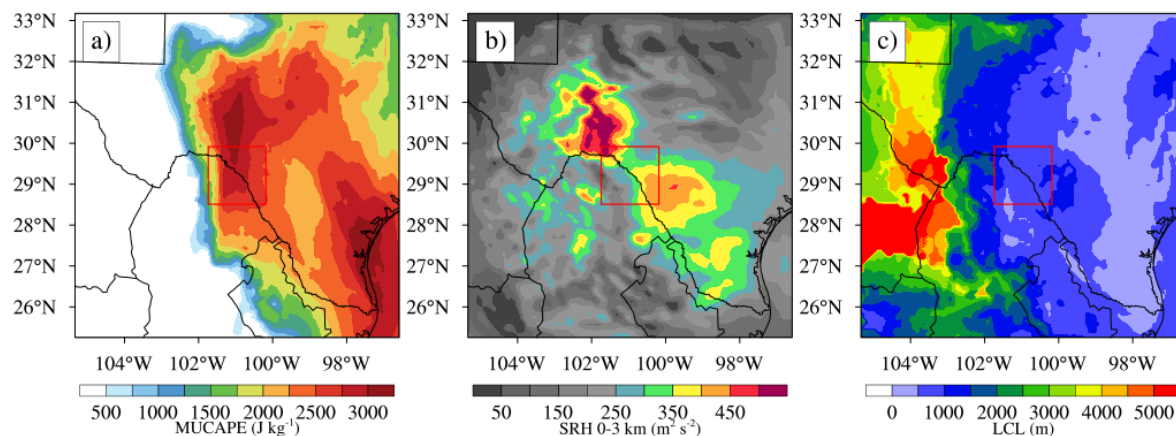 a)
b)
c)
33°N
32°N
31°N
30°N
29°N
28°N
27°N
26°N
104°W 102°W 100°W 98°W
33°N
32°N
31°N
30°N
29°N
28°N
27°N
26°N
104°W 102°W 100°W 98°W
33°N
32°N
31°N
30°N
29°N
28°N
27°N
26°N
104°W 102°W 100°W 98°W
500 1000 1500 2000 2500 3000
MUCAPE (J kg⁻¹)
50 150 250 350 450
SRH 0-3 km (m² s⁻²)
0 1000 2000 3000 4000 5000
LCL (m)